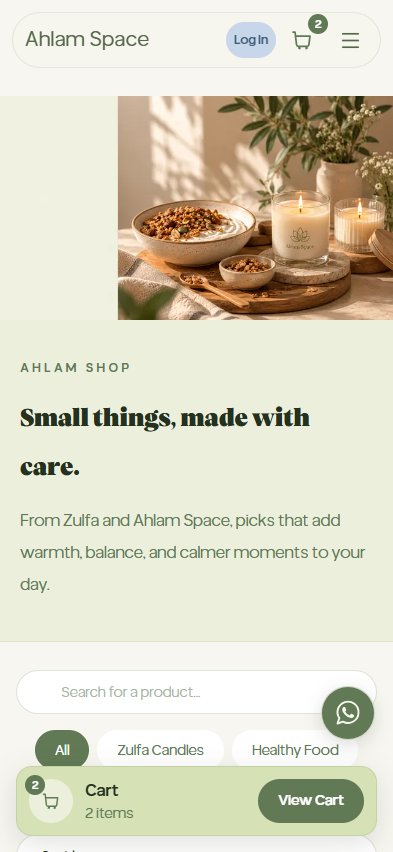 Ahlam Space
Log In
2
Ahlam Space
AHLAM SHOP
Small things, made with
care.
From Zulfa and Ahlam Space, picks that add
warmth, balance, and calmer moments to your
day.
Search for a product...
All
Zulfa Candles
Healthy Food
2
Cart
2 items
View Cart